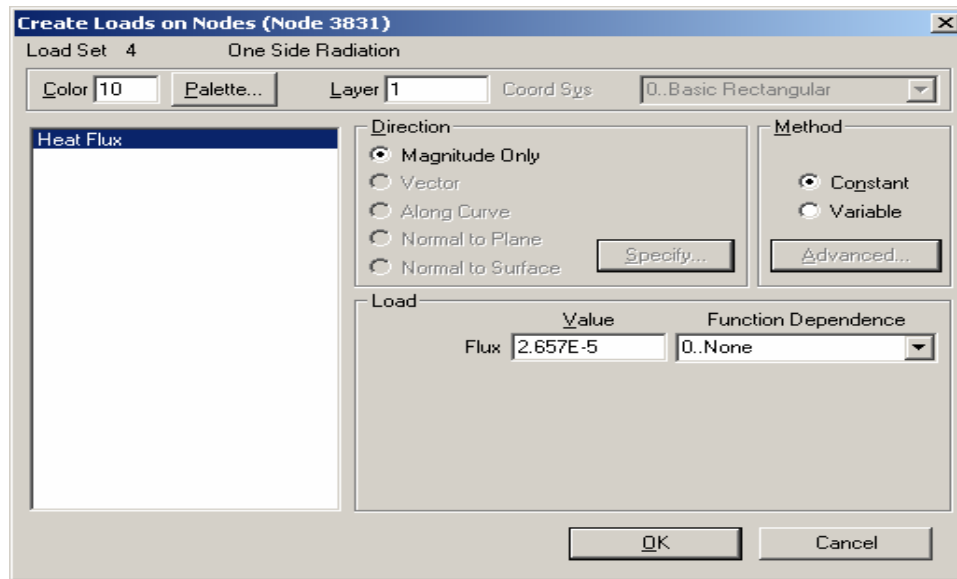 Create Loads on Nodes (Node 3831)
Load Set 4 One Side Radiation
Color 10 Palette... Layer 1 Coord Sys 0..Basic Rectangular
Heat Flux
Direction
Magnitude Only
Vector
Along Curve
Normal to Plane
Normal to Surface
Specify...
Method
Constant
Variable
Advanced...
Load
Value Function Dependence
Flux 2.657E-5 0..None
OK Cancel